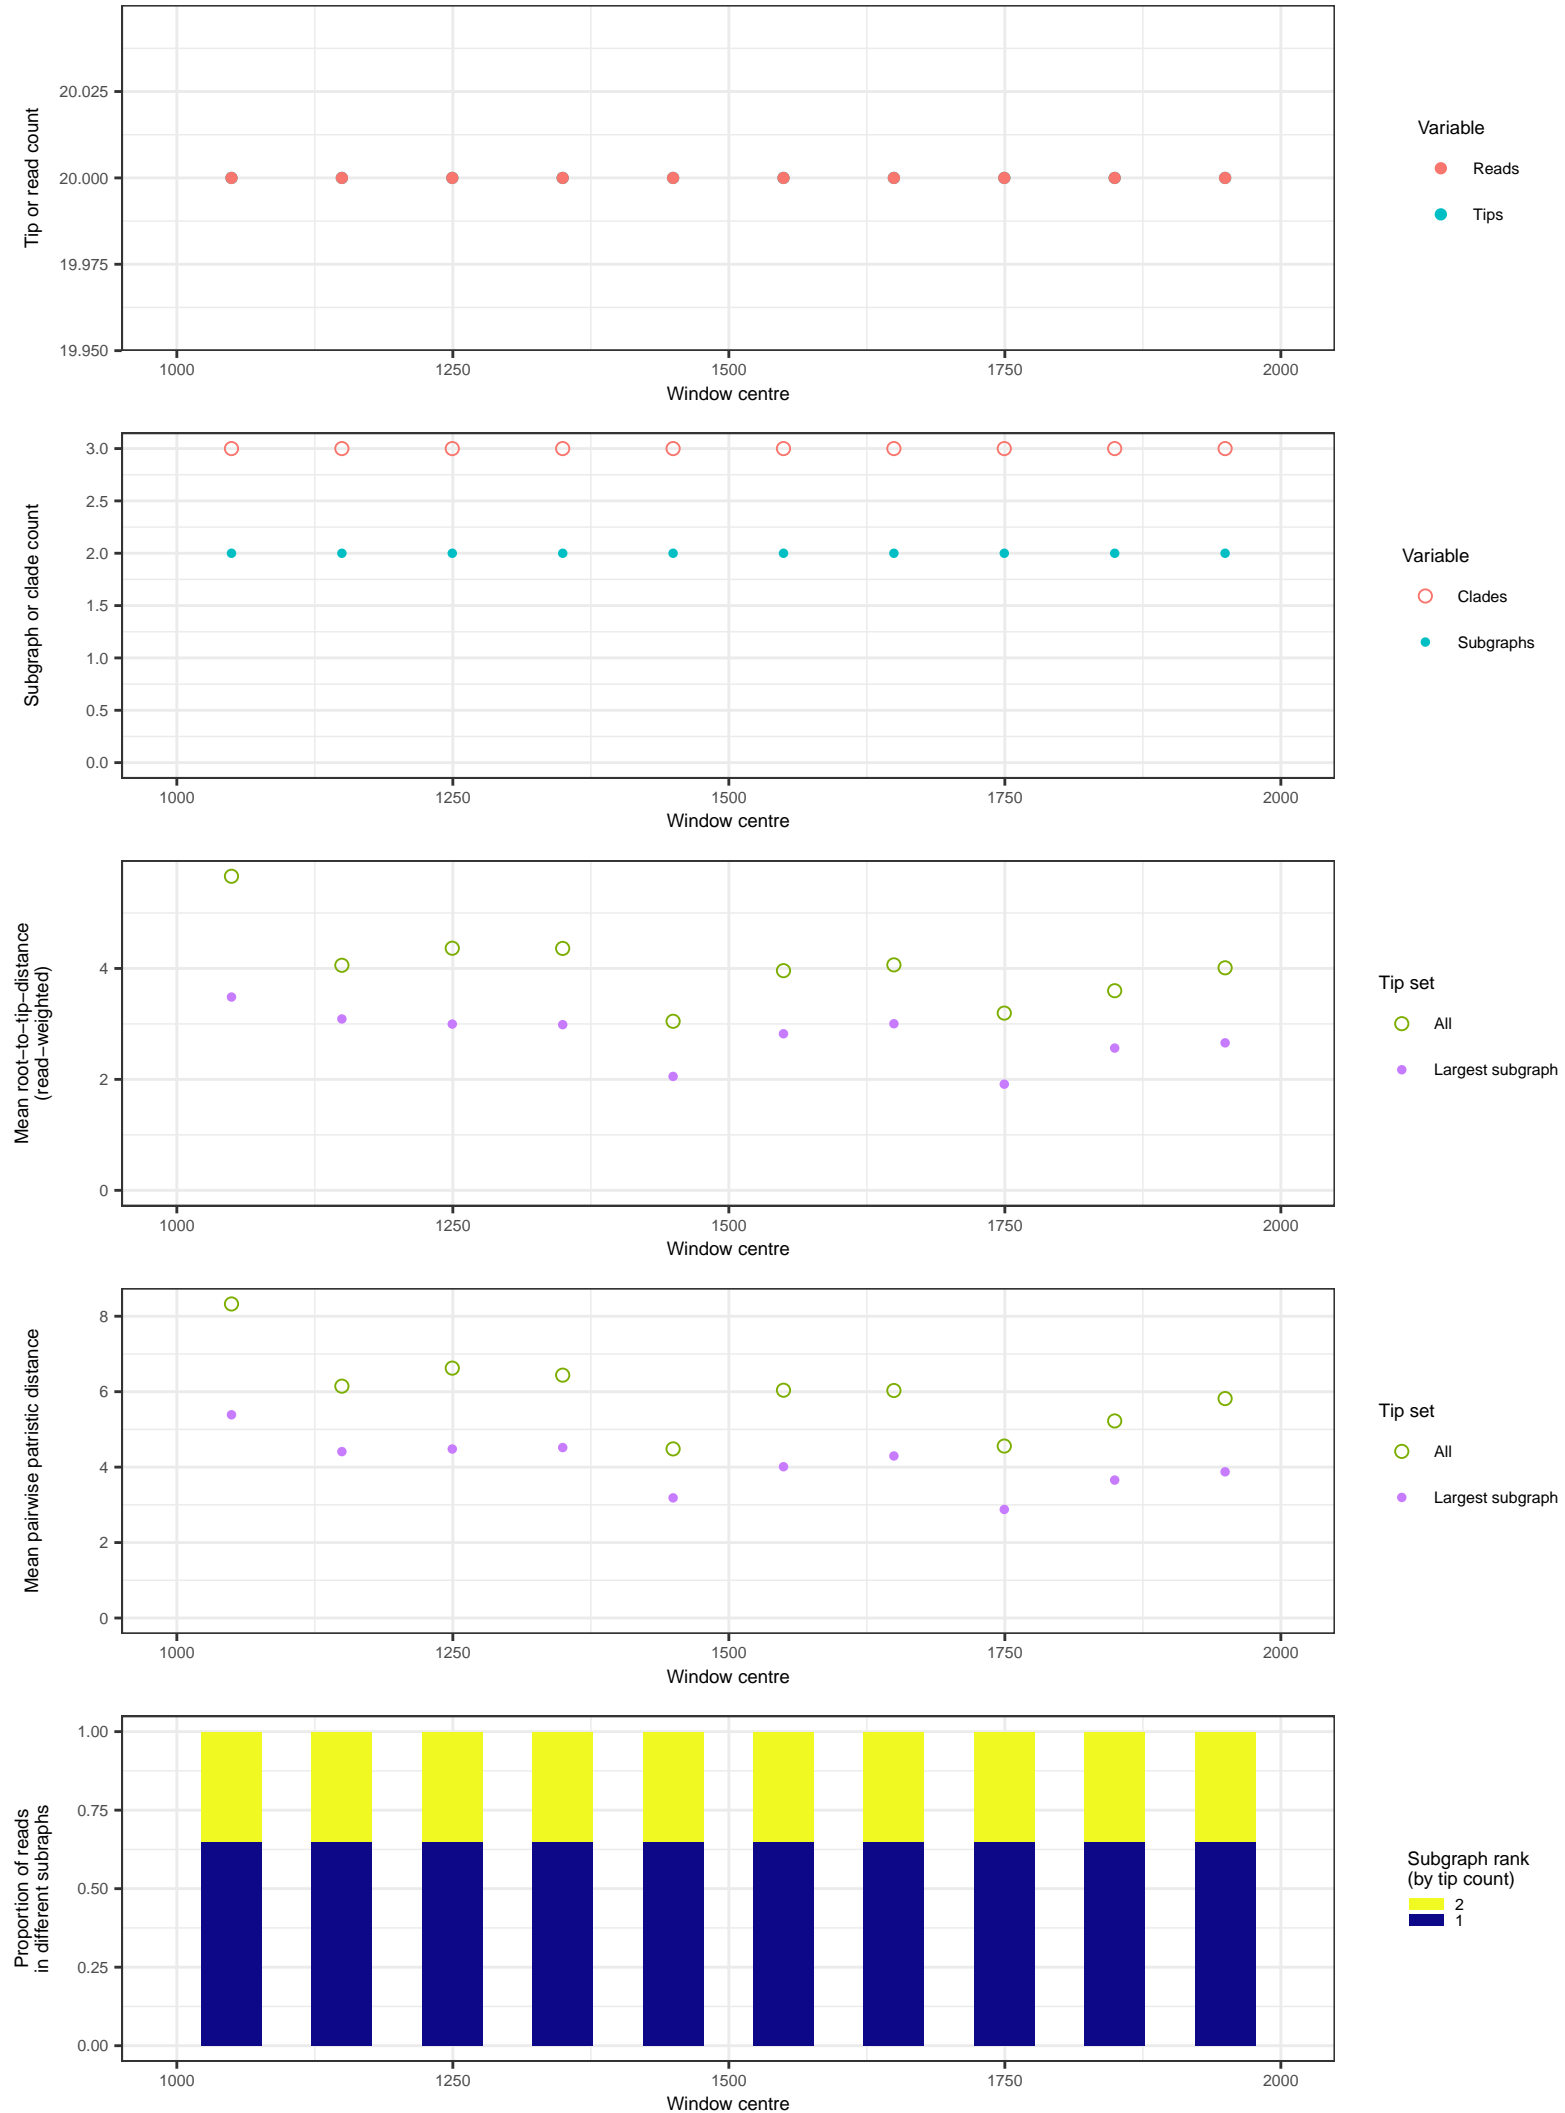 Tip or read count
20.025
20.000
19.975
19.950
1000 1250 1500 1750 2000
Window centre
Variable
Reads
Tips
Subgraph or clade count
3.0
2.5
2.0
1.5
1.0
0.5
0.0
1000 1250 1500 1750 2000
Window centre
Variable
Clades
Subgraphs
Mean root−to−tip−distance
(read−weighted)
4
2
0
1000 1250 1500 1750 2000
Window centre
Tip set
All
Largest subgraph
Mean pairwise patristic distance
8
6
4
2
0
1000 1250 1500 1750 2000
Window centre
Tip set
All
Largest subgraph
Proportion of reads
in different subraphs
1.00
0.75
0.50
0.25
0.00
1000 1250 1500 1750 2000
Window centre
Subgraph rank
(by tip count)
2
1